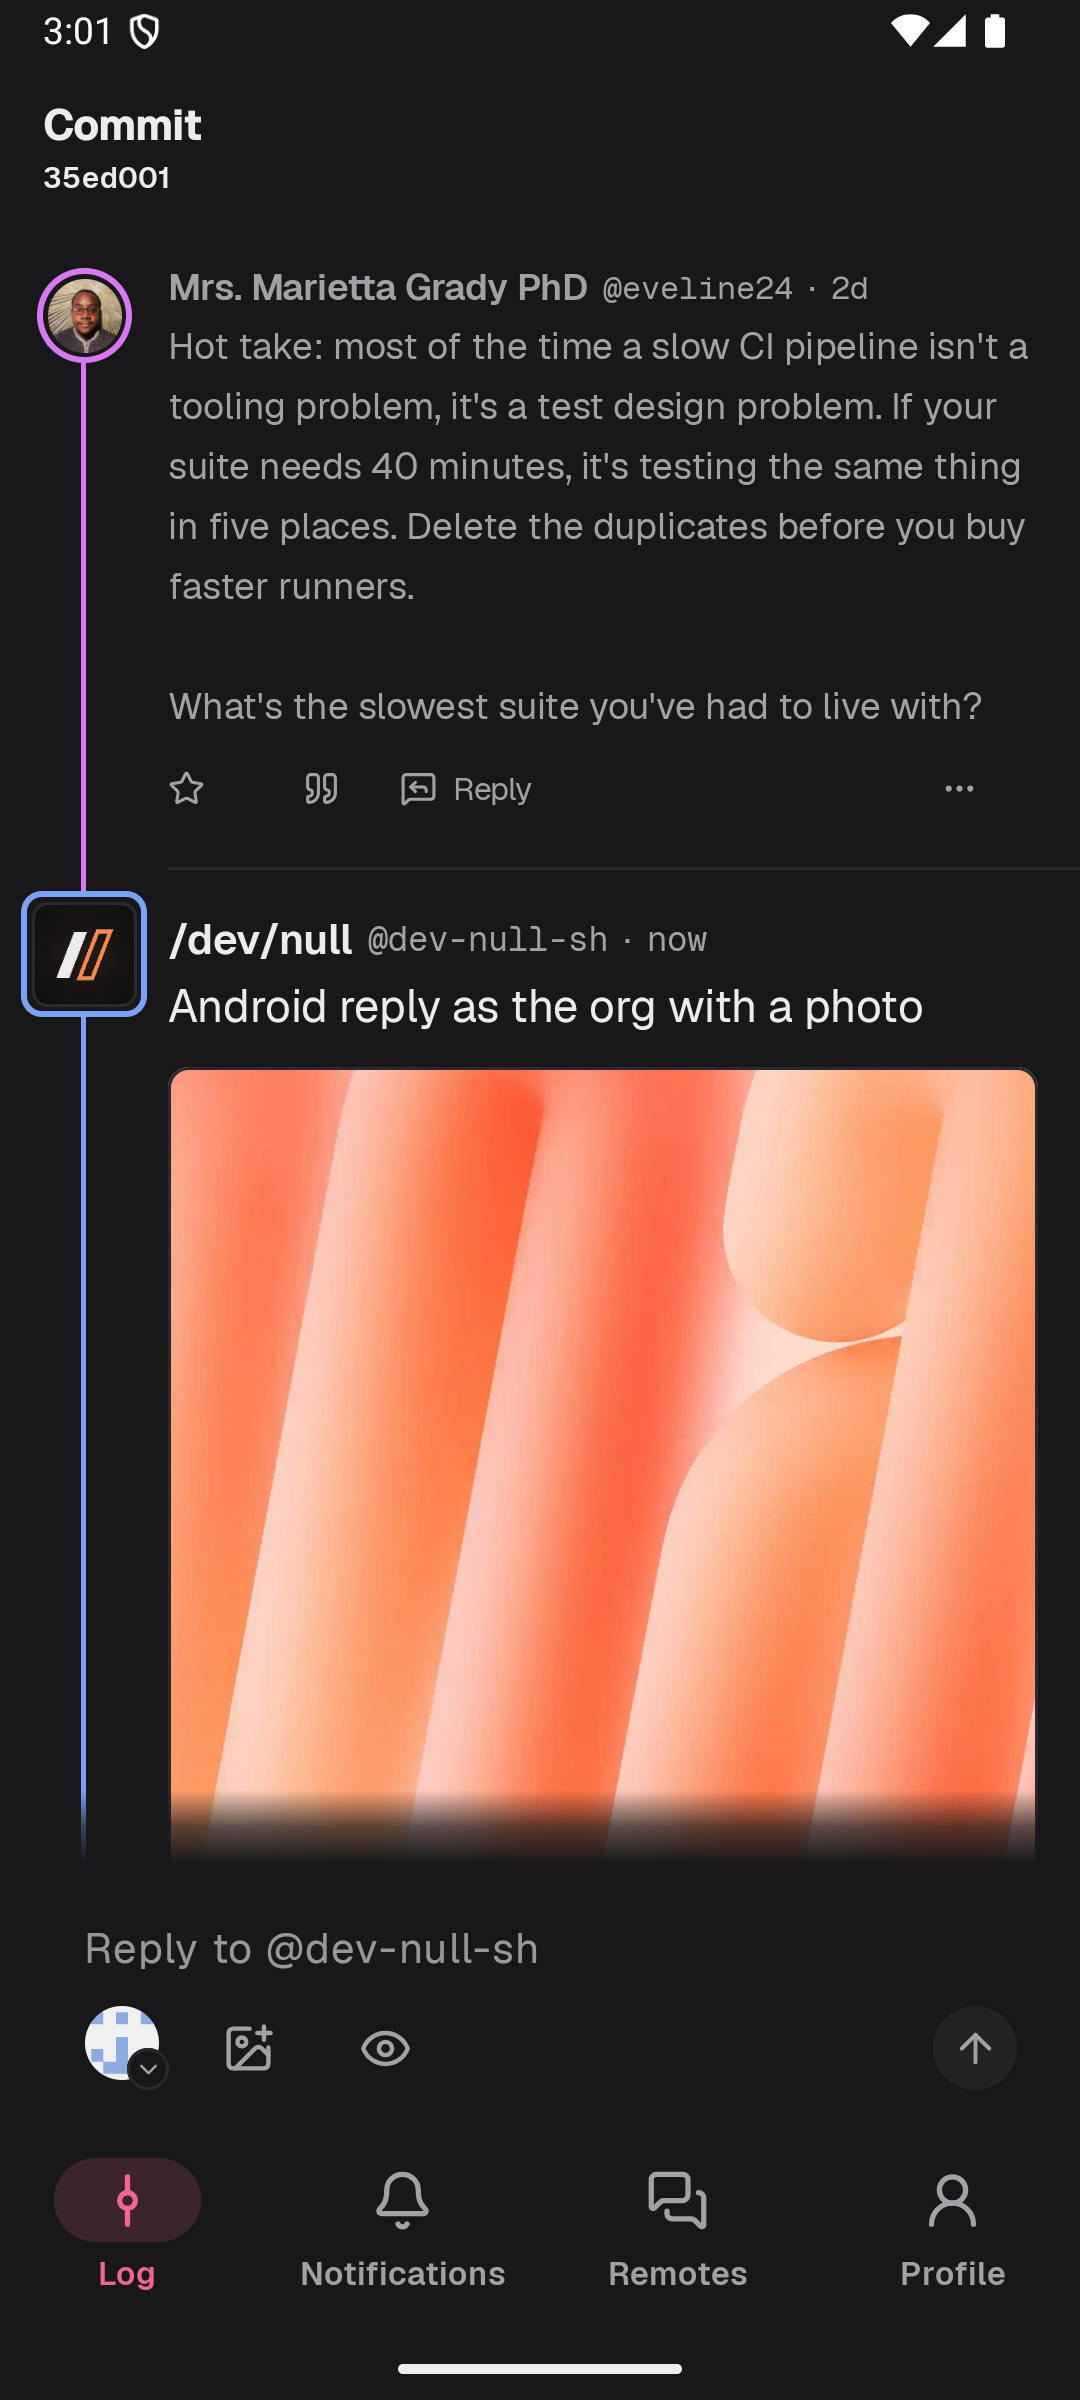 3:01
Commit
35ed001
Mrs. Marietta Grady PhD @eveline24 · 2d
Hot take: most of the time a slow CI pipeline isn't a
tooling problem, it's a test design problem. If your
suite needs 40 minutes, it's testing the same thing
in five places. Delete the duplicates before you buy
faster runners.
What's the slowest suite you've had to live with?
Reply
/dev/null @dev-null-sh · now
Android reply as the org with a photo
Reply to @dev-null-sh
Log
Notifications
Remotes
Profile